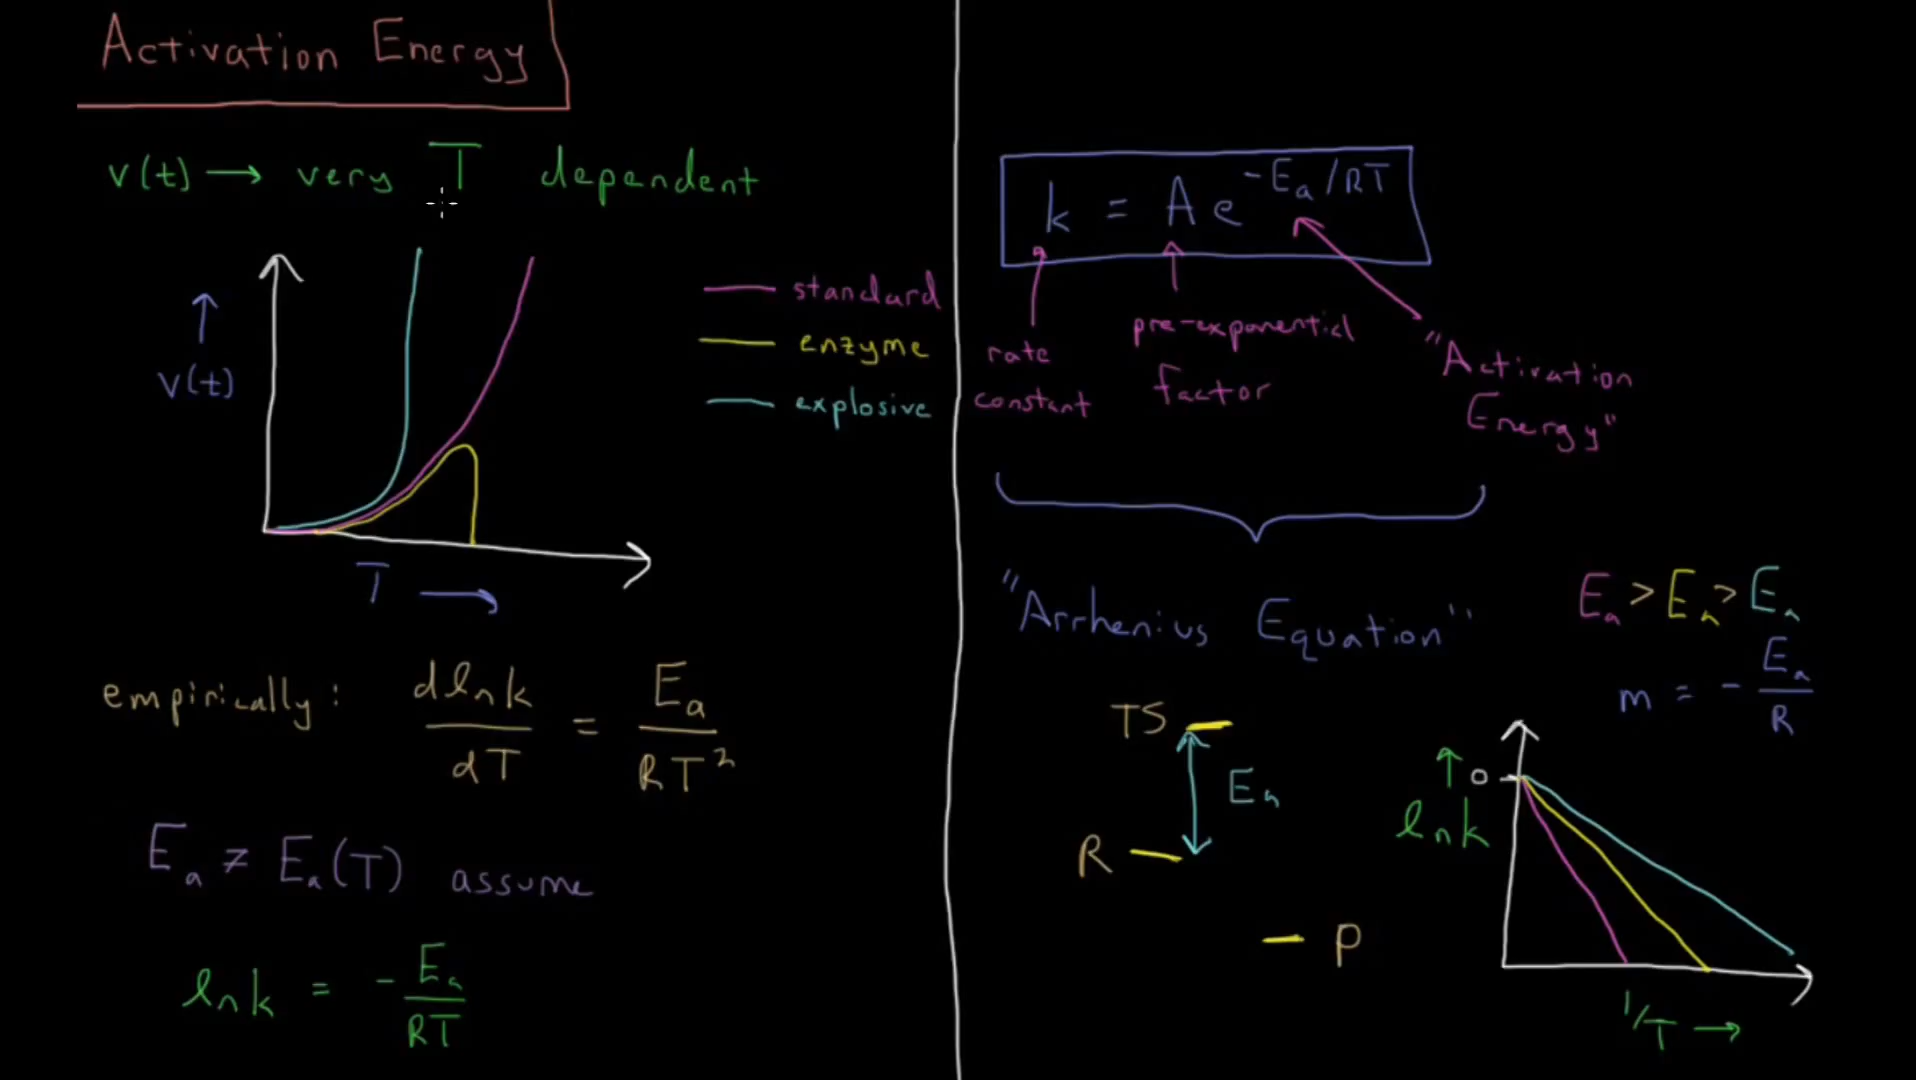 Activation Energy
v(t) → very T dependent
↑
v(t)
standard
enzyme
explosive
T →
empirically: dlnk/dT = Ea/RT²
Ea ≠ Ea(T) assume
lnk = -Ea/RT
k = Ae^(-Ea/RT)
rate constant
pre-exponential factor
"Activation Energy"
"Arrhenius Equation"
Ea > Ea > Ea
m = -Ea/R
TS
Ea
R
P
↑ 0
lnk
1/T →